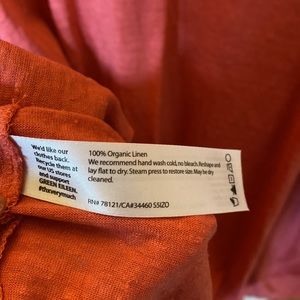 We'd like our
clothes back.
Recycle them
at our US stores
and support
GREEN EILEEN.
#thxverymuch
100% Organic Linen
We recommend hand wash cold, no bleach. Reshape and
lay flat to dry. Steam press to restore size. May be dry
cleaned.
RN# 78121/CA#34460 SSIZO